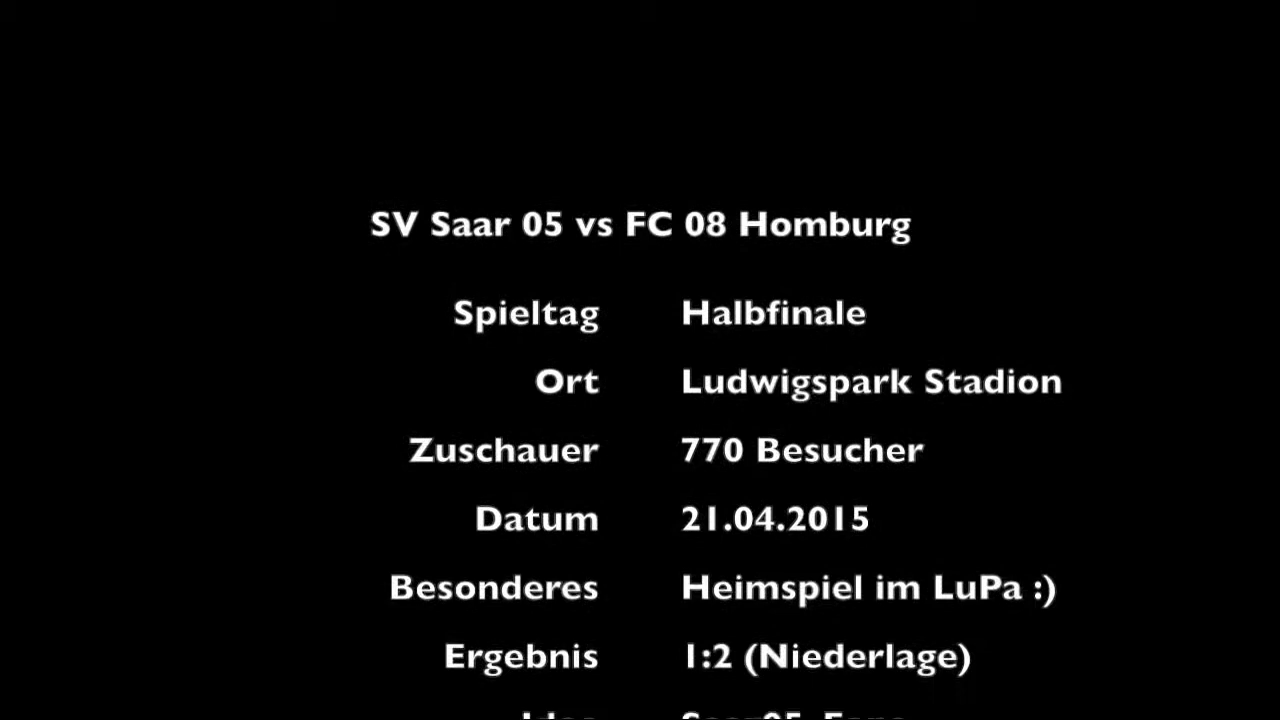 SV Saar 05 vs FC 08 Homburg
Spieltag Halbfinale
Ort Ludwigspark Stadion
Zuschauer 770 Besucher
Datum 21.04.2015
Besonderes Heimspiel im LuPa :)
Ergebnis 1:2 (Niederlage)